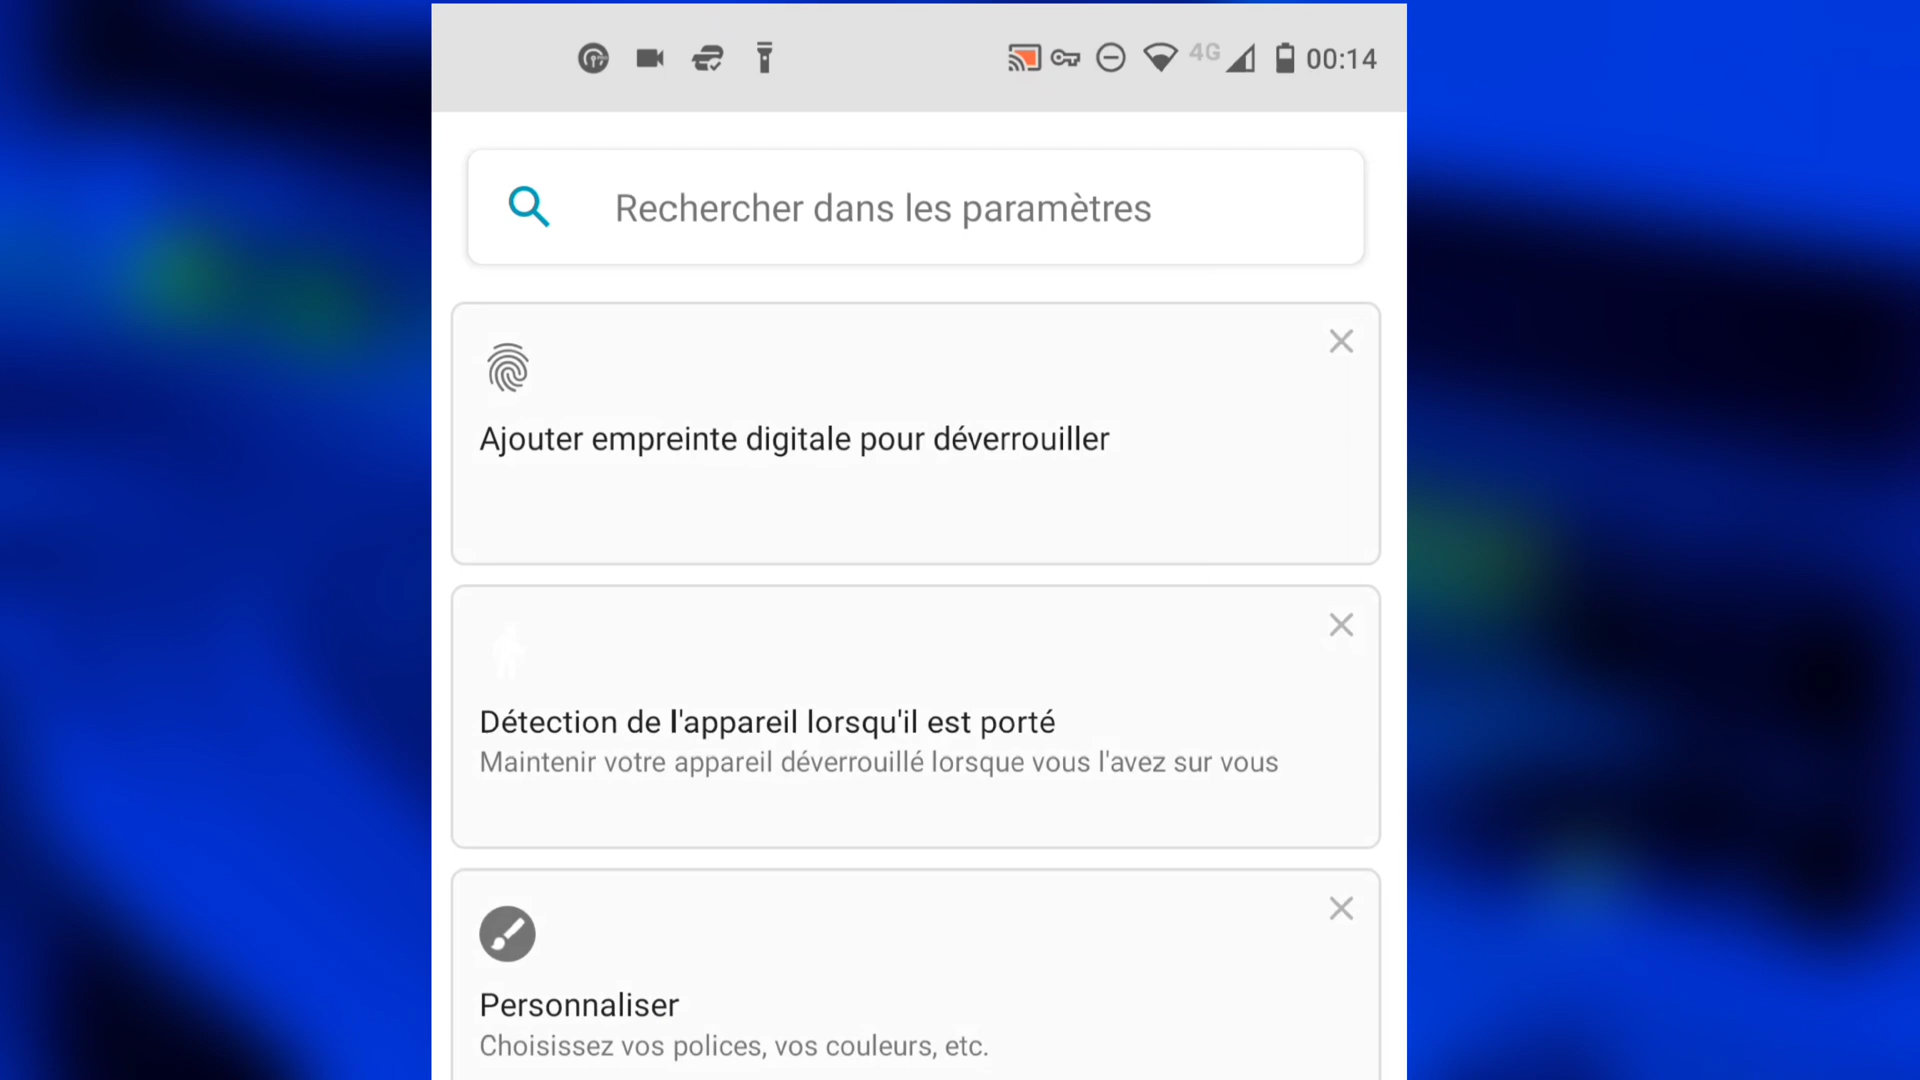 4G 00:14
Rechercher dans les paramètres
Ajouter empreinte digitale pour déverrouiller
Détection de l'appareil lorsqu'il est porté
Maintenir votre appareil déverrouillé lorsque vous l'avez sur vous
Personnaliser
Choisissez vos polices, vos couleurs, etc.